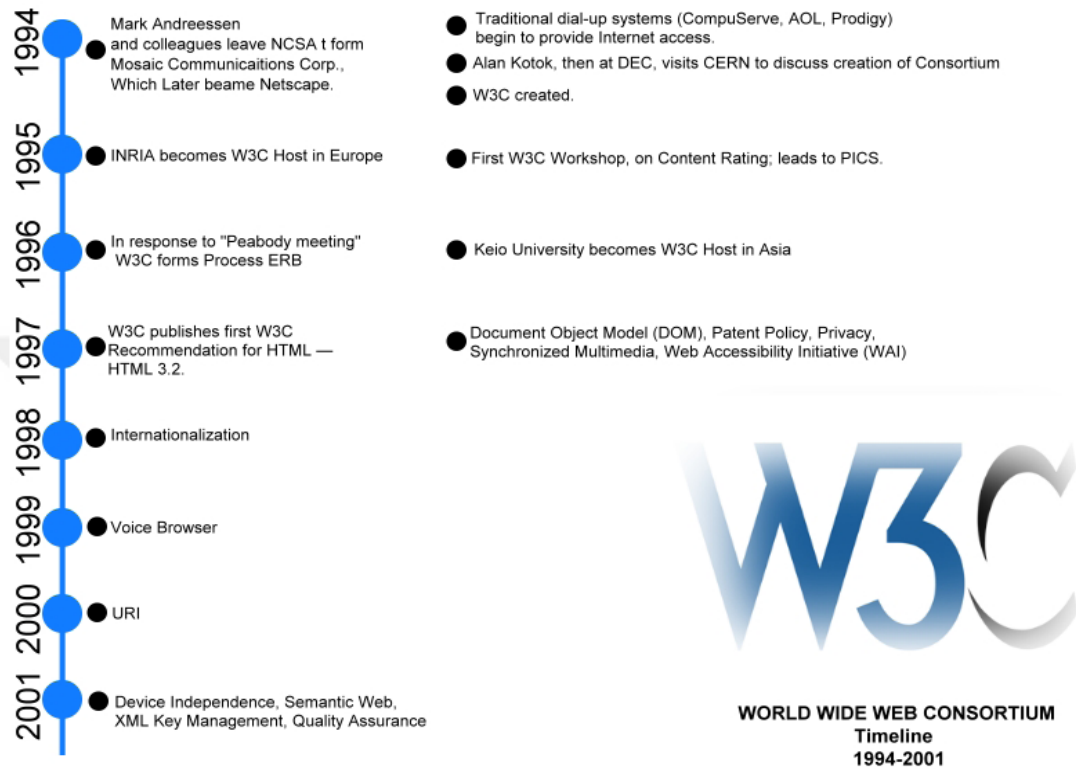 1994
Mark Andreessen
and colleagues leave NCSA t form
Mosaic Communicaitions Corp.,
Which Later beame Netscape.
Traditional dial-up systems (CompuServe, AOL, Prodigy)
begin to provide Internet access.
Alan Kotok, then at DEC, visits CERN to discuss creation of Consortium
W3C created.
1995
INRIA becomes W3C Host in Europe
First W3C Workshop, on Content Rating; leads to PICS.
1996
In response to "Peabody meeting"
W3C forms Process ERB
Keio University becomes W3C Host in Asia
1997
W3C publishes first W3C
Recommendation for HTML —
HTML 3.2.
Document Object Model (DOM), Patent Policy, Privacy,
Synchronized Multimedia, Web Accessibility Initiative (WAI)
1998
Internationalization
1999
Voice Browser
2000
URI
2001
Device Independence, Semantic Web,
XML Key Management, Quality Assurance
W3C
WORLD WIDE WEB CONSORTIUM
Timeline
1994-2001